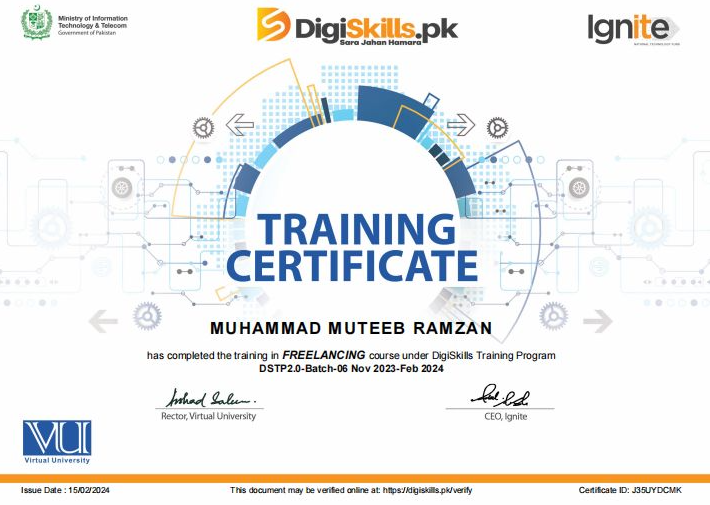 Ministry of Information
Technology & Telecom
Government of Pakistan
DigiSkills.pk
Sara Jahan Hamara
Ignite
NATIONAL TECHNOLOGY FUND
TRAINING
CERTIFICATE
MUHAMMAD MUTEEB RAMZAN
has completed the training in FREELANCING course under DigiSkills Training Program
DSTP2.0-Batch-06 Nov 2023-Feb 2024
Rector, Virtual University
CEO, Ignite
VU
Virtual University
Issue Date : 15/02/2024
This document may be verified online at: https://digiskills.pk/verify
Certificate ID: J35UYDCMK